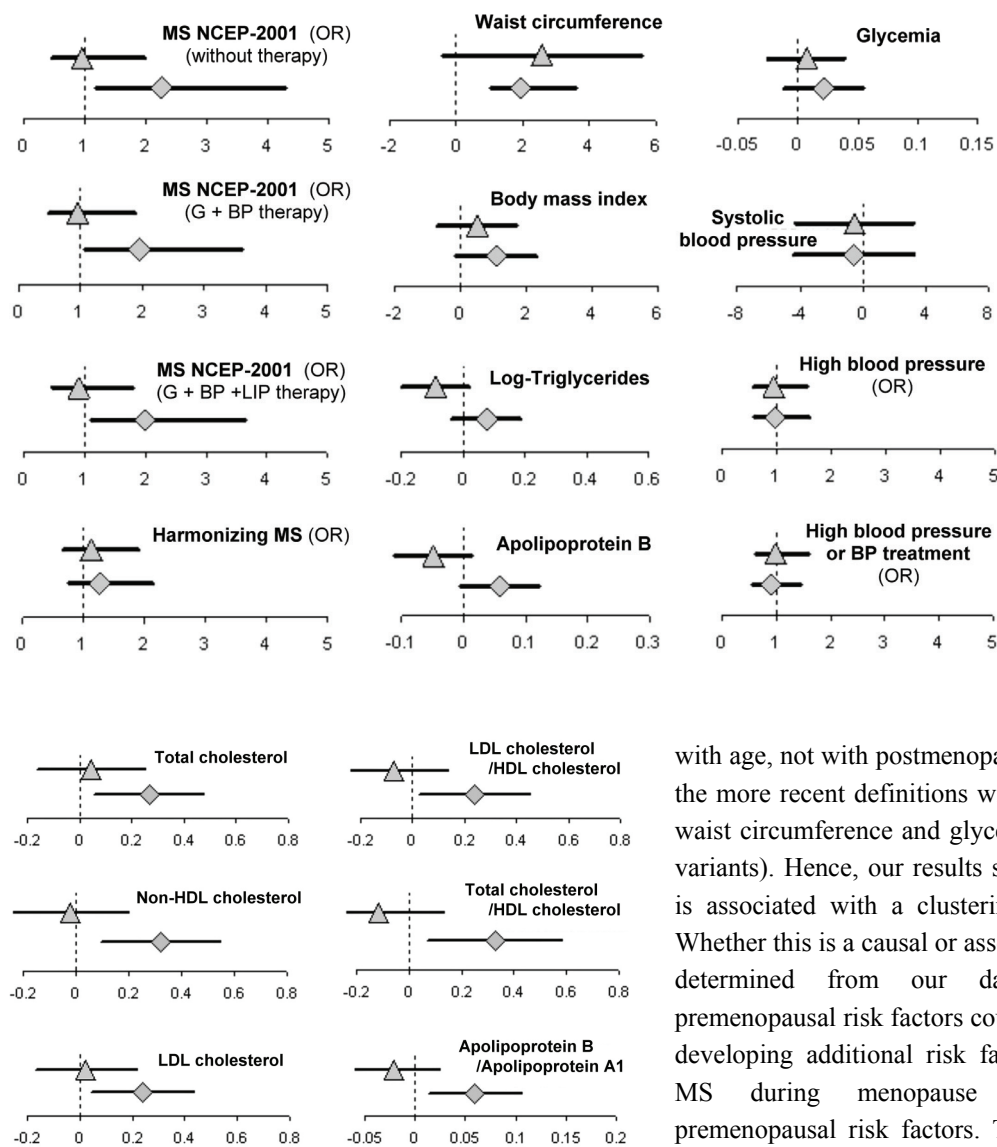 MS NCEP-2001 (OR)
(without therapy)
0 1 2 3 4 5
Waist circumference
-2 0 2 4 6
Glycemia
-0.05 0 0.05 0.1 0.15
MS NCEP-2001 (OR)
(G + BP therapy)
0 1 2 3 4 5
Body mass index
-2 0 2 4 6
Systolic
blood pressure
-8 -4 0 4 8
MS NCEP-2001 (OR)
(G + BP +LIP therapy)
0 1 2 3 4 5
Log-Triglycerides
-0.2 0 0.2 0.4 0.6
High blood pressure
(OR)
0 1 2 3 4 5
Harmonizing MS (OR)
0 1 2 3 4 5
Apolipoprotein B
-0.1 0 0.1 0.2 0.3
High blood pressure
or BP treatment
(OR)
0 1 2 3 4 5
Total cholesterol
-0.2 0 0.2 0.4 0.6 0.8
LDL cholesterol
/HDL cholesterol
-0.2 0 0.2 0.4 0.6 0.8
Non-HDL cholesterol
-0.2 0 0.2 0.4 0.6 0.8
Total cholesterol
/HDL cholesterol
-0.2 0 0.2 0.4 0.6 0.8
LDL cholesterol
-0.2 0 0.2 0.4 0.6 0.8
Apolipoprotein B
/Apolipoprotein A1
-0.05 0 0.05 0.1 0.15 0.2
with age, not with postmenopa
the more recent definitions w
waist circumference and glyc
variants). Hence, our results s
is associated with a clusterin
Whether this is a causal or ass
determined from our da
premenopausal risk factors co
developing additional risk fa
MS during menopause
premenopausal risk factors. T